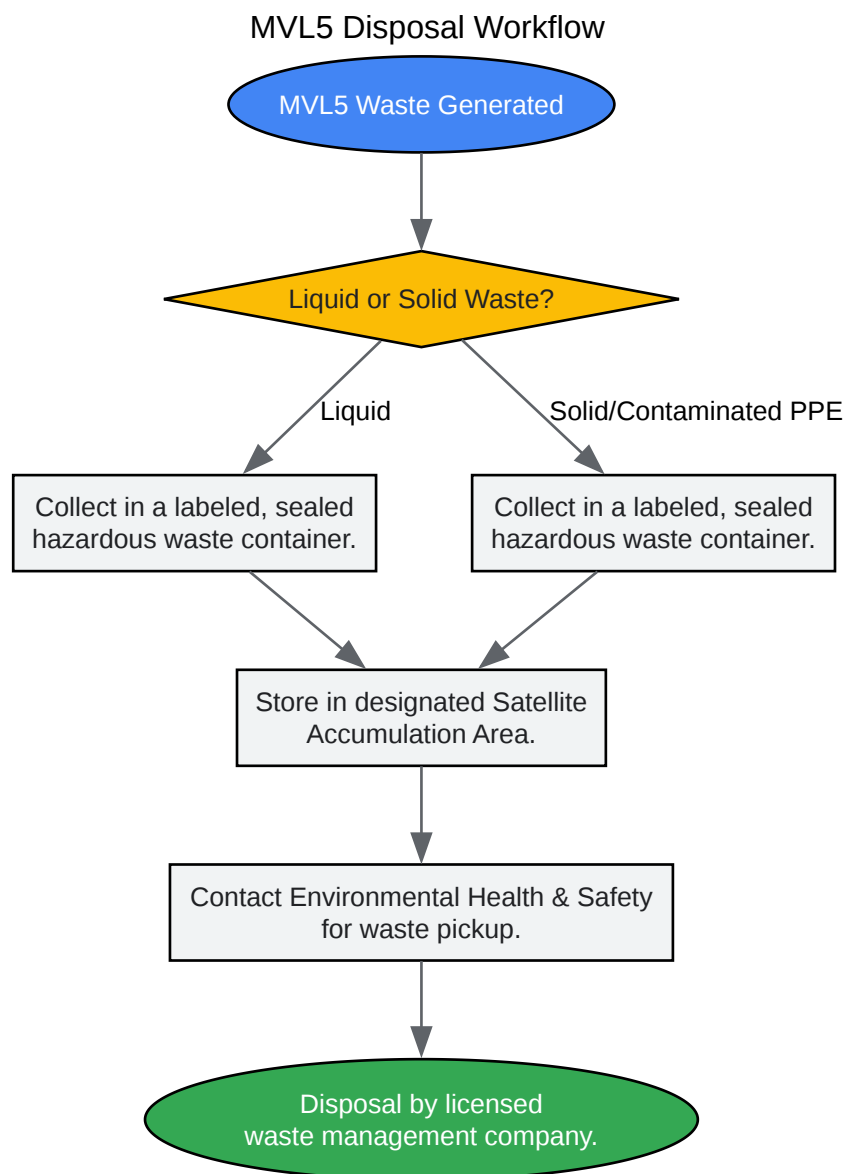 MVL5 Disposal Workflow
MVL5 Waste Generated
Liquid or Solid Waste?
Liquid
Solid/Contaminated PPE
Collect in a labeled, sealed
hazardous waste container.
Collect in a labeled, sealed
hazardous waste container.
Store in designated Satellite
Accumulation Area.
Contact Environmental Health & Safety
for waste pickup.
Disposal by licensed
waste management company.